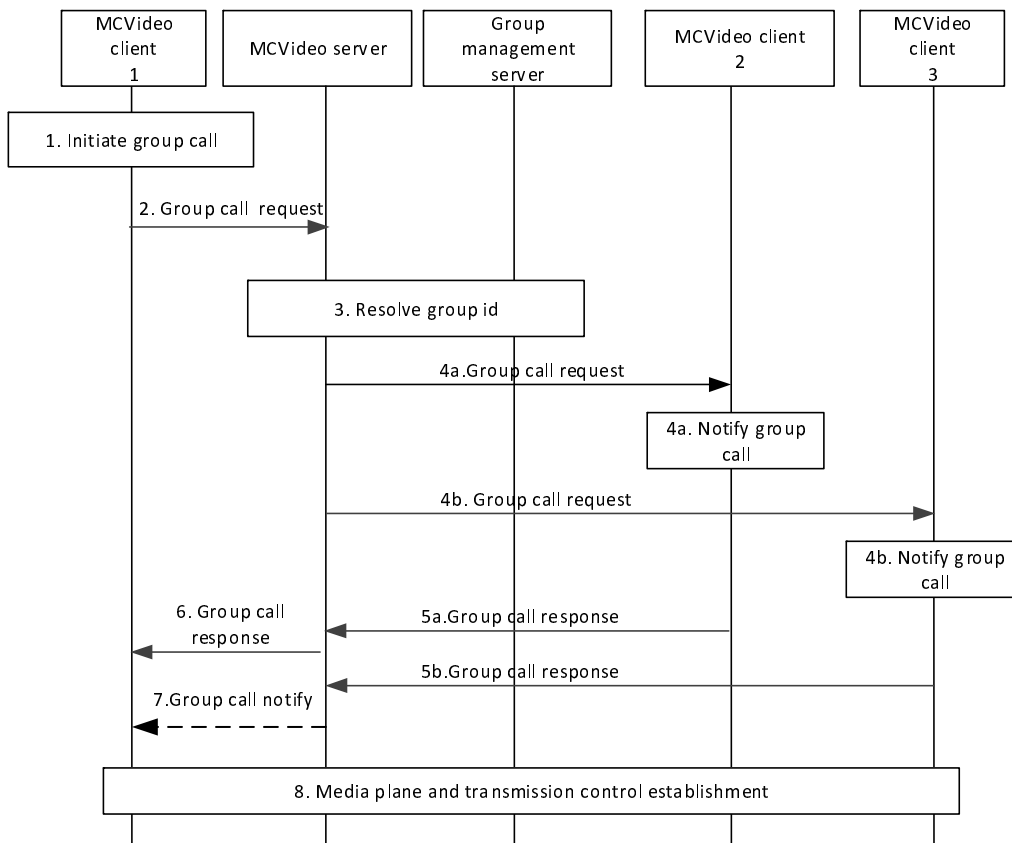 MCVideo
client
1
MCVideo server
Group
management
server
MCVideo client
2
MCVideo
client
3
1. Initiate group call
2. Group call request
3. Resolve group id
4a.Group call request
4a. Notify group
call
4b. Group call request
4b. Notify group
call
6. Group call
response
5a.Group call response
5b.Group call response
7.Group call notify
8. Media plane and transmission control establishment